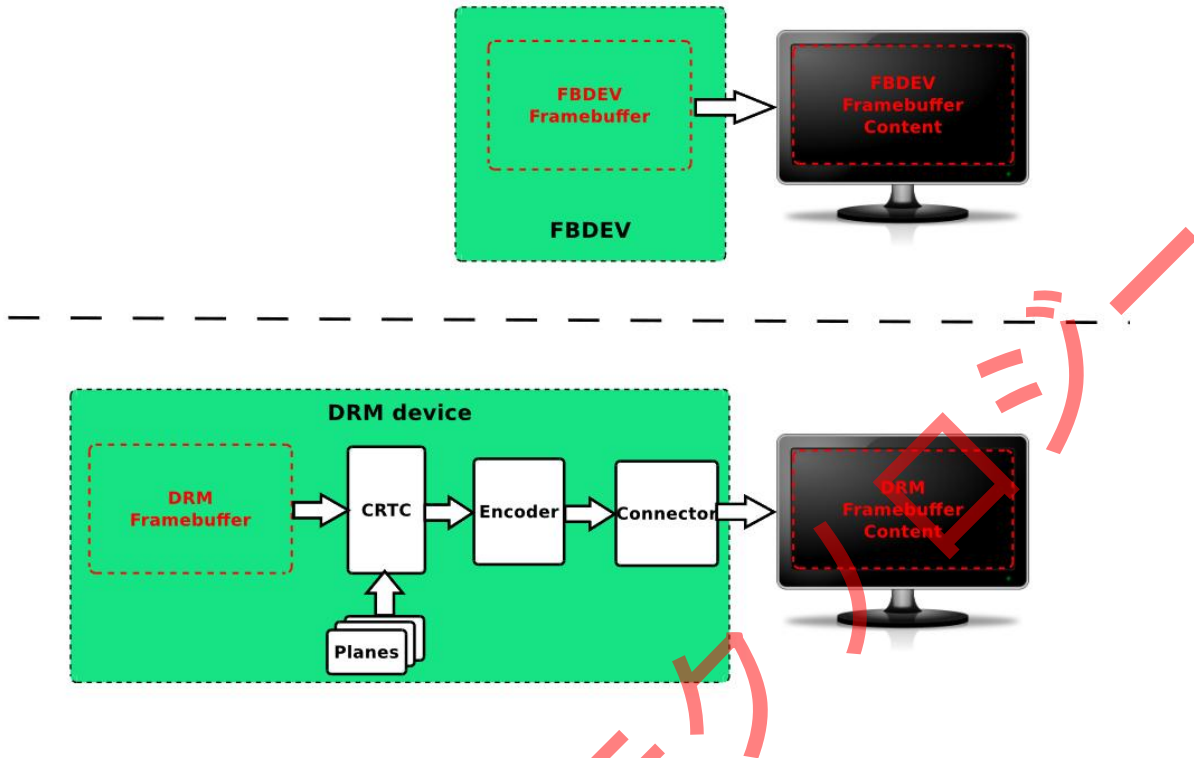 FBDEV
Framebuffer
FBDEV
FBDEV
Framebuffer
Content
DRM device
DRM
Framebuffer
CRTC
Encoder
Connector
Planes
DRM
Framebuffer
Content